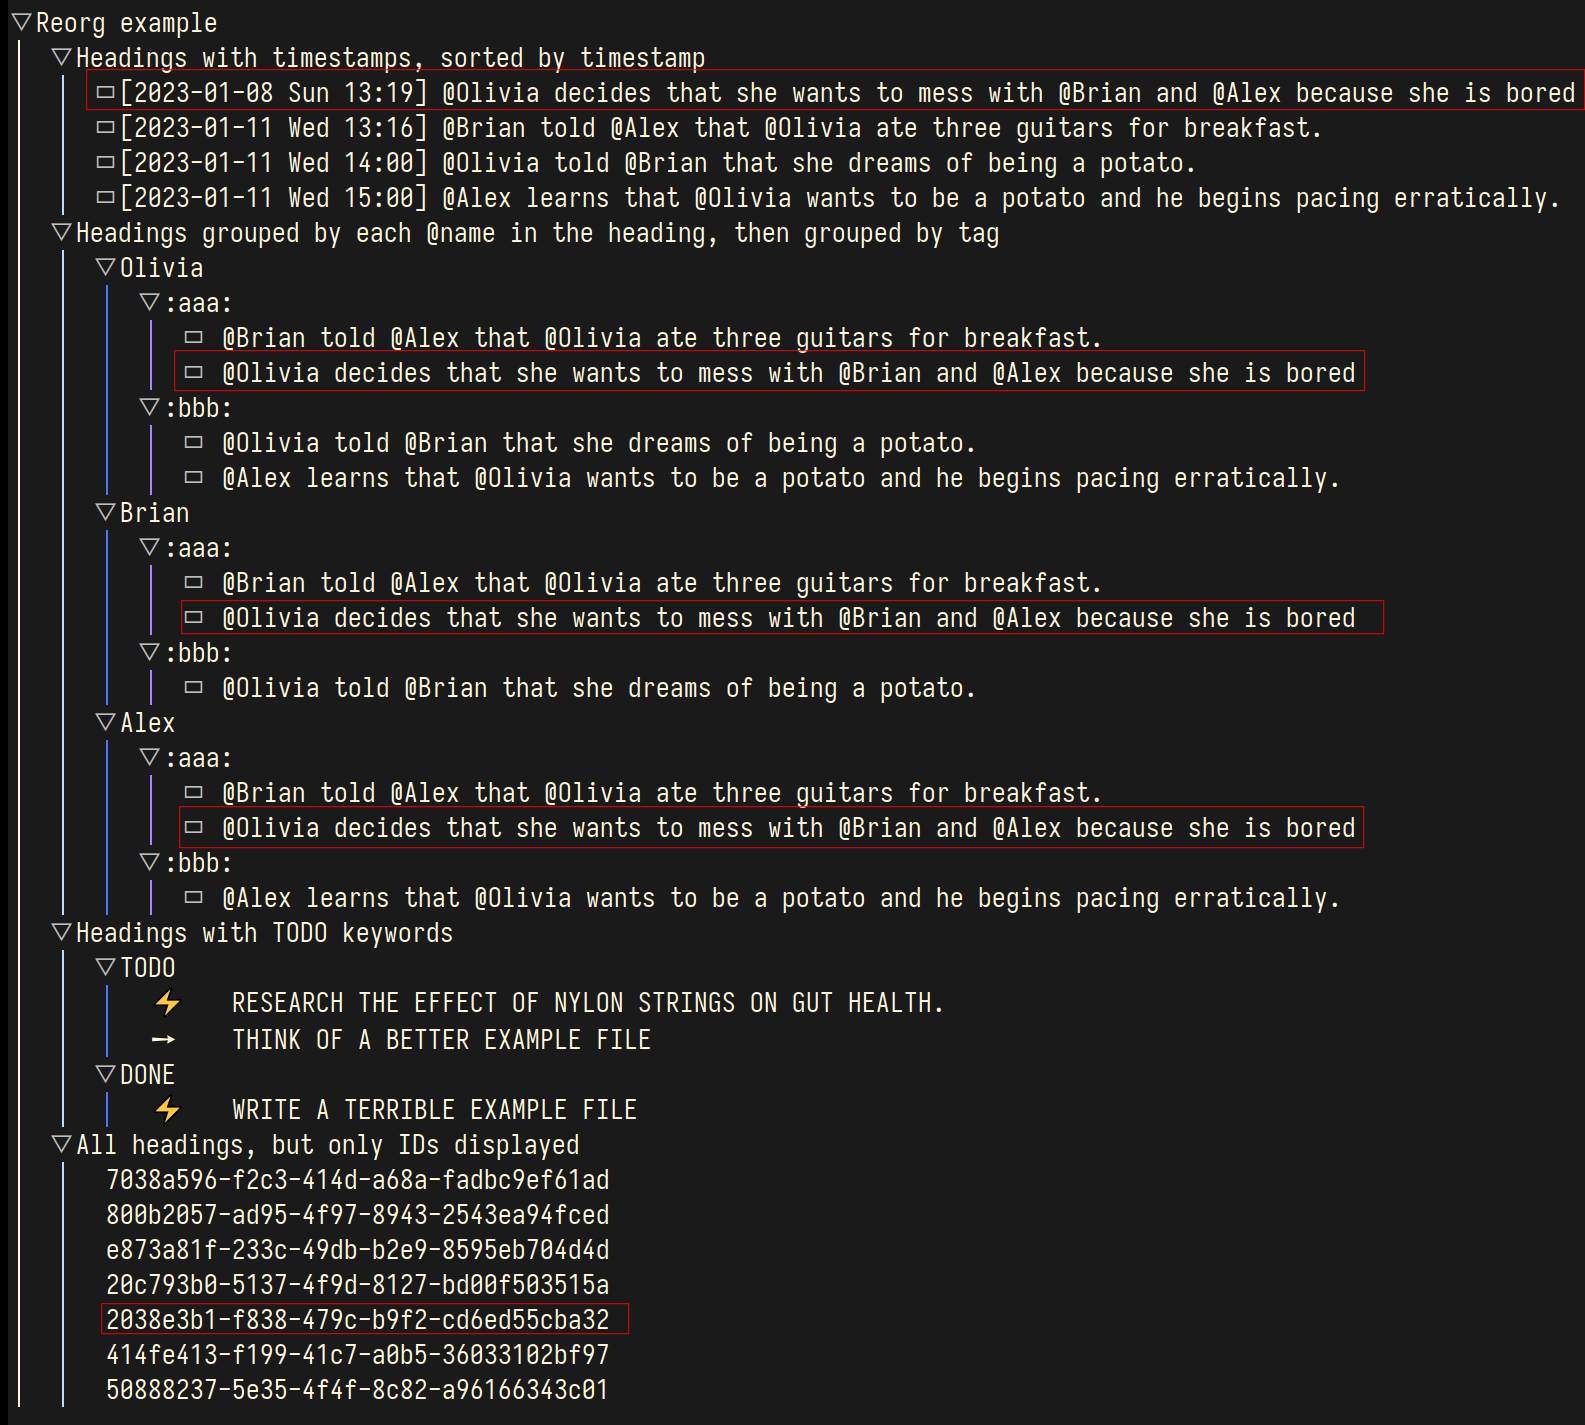 Reorg example
Headings with timestamps, sorted by timestamp
[2023-01-08 Sun 13:19] @Olivia decides that she wants to mess with @Brian and @Alex because she is bored
[2023-01-11 Wed 13:16] @Brian told @Alex that @Olivia ate three guitars for breakfast.
[2023-01-11 Wed 14:00] @Olivia told @Brian that she dreams of being a potato.
[2023-01-11 Wed 15:00] @Alex learns that @Olivia wants to be a potato and he begins pacing erratically.
Headings grouped by each @name in the heading, then grouped by tag
Olivia
:aaa:
@Brian told @Alex that @Olivia ate three guitars for breakfast.
@Olivia decides that she wants to mess with @Brian and @Alex because she is bored
:bbb:
@Olivia told @Brian that she dreams of being a potato.
@Alex learns that @Olivia wants to be a potato and he begins pacing erratically.
Brian
:aaa:
@Brian told @Alex that @Olivia ate three guitars for breakfast.
@Olivia decides that she wants to mess with @Brian and @Alex because she is bored
:bbb:
@Olivia told @Brian that she dreams of being a potato.
Alex
:aaa:
@Brian told @Alex that @Olivia ate three guitars for breakfast.
@Olivia decides that she wants to mess with @Brian and @Alex because she is bored
:bbb:
@Alex learns that @Olivia wants to be a potato and he begins pacing erratically.
Headings with TODO keywords
TODO
RESEARCH THE EFFECT OF NYLON STRINGS ON GUT HEALTH.
THINK OF A BETTER EXAMPLE FILE
DONE
WRITE A TERRIBLE EXAMPLE FILE
All headings, but only IDs displayed
7038a596-f2c3-414d-a68a-fadbc9ef61ad
800b2057-ad95-4f97-8943-2543ea94fced
e873a81f-233c-49db-b2e9-8595eb704d4d
20c793b0-5137-4f9d-8127-bd00f503515a
2038e3b1-f838-479c-b9f2-cd6ed55cba32
414fe413-f199-41c7-a0b5-36033102bf97
50888237-5e35-4f4f-8c82-a96166343c01